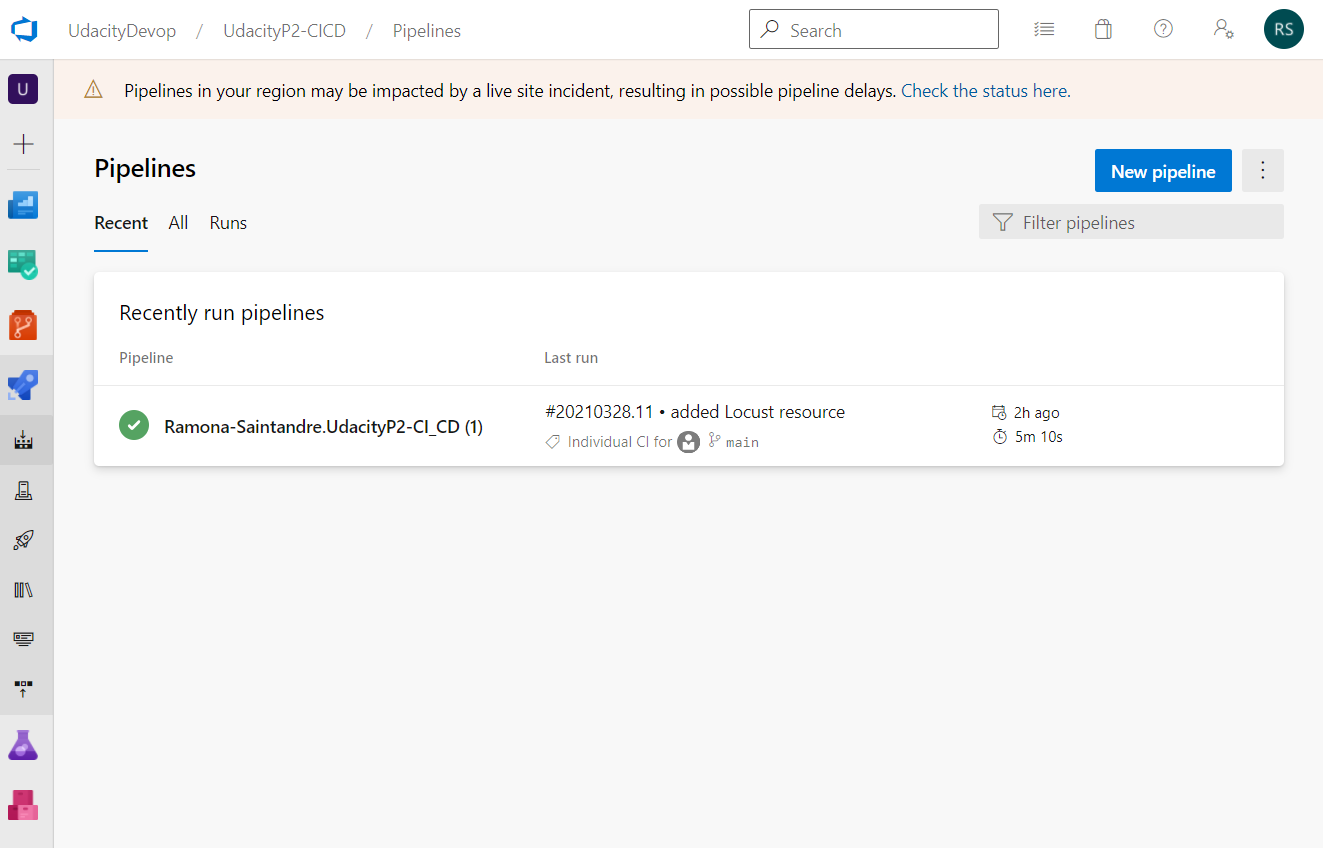 UdacityDevop / UdacityP2-CICD / Pipelines
Search
RS
U
Pipelines in your region may be impacted by a live site incident, resulting in possible pipeline delays. Check the status here.
Pipelines
New pipeline
Recent All Runs
Filter pipelines
Recently run pipelines
Pipeline Last run
Ramona-Saintandre.UdacityP2-CI_CD (1)
#20210328.11 • added Locust resource
Individual CI for main
2h ago
5m 10s